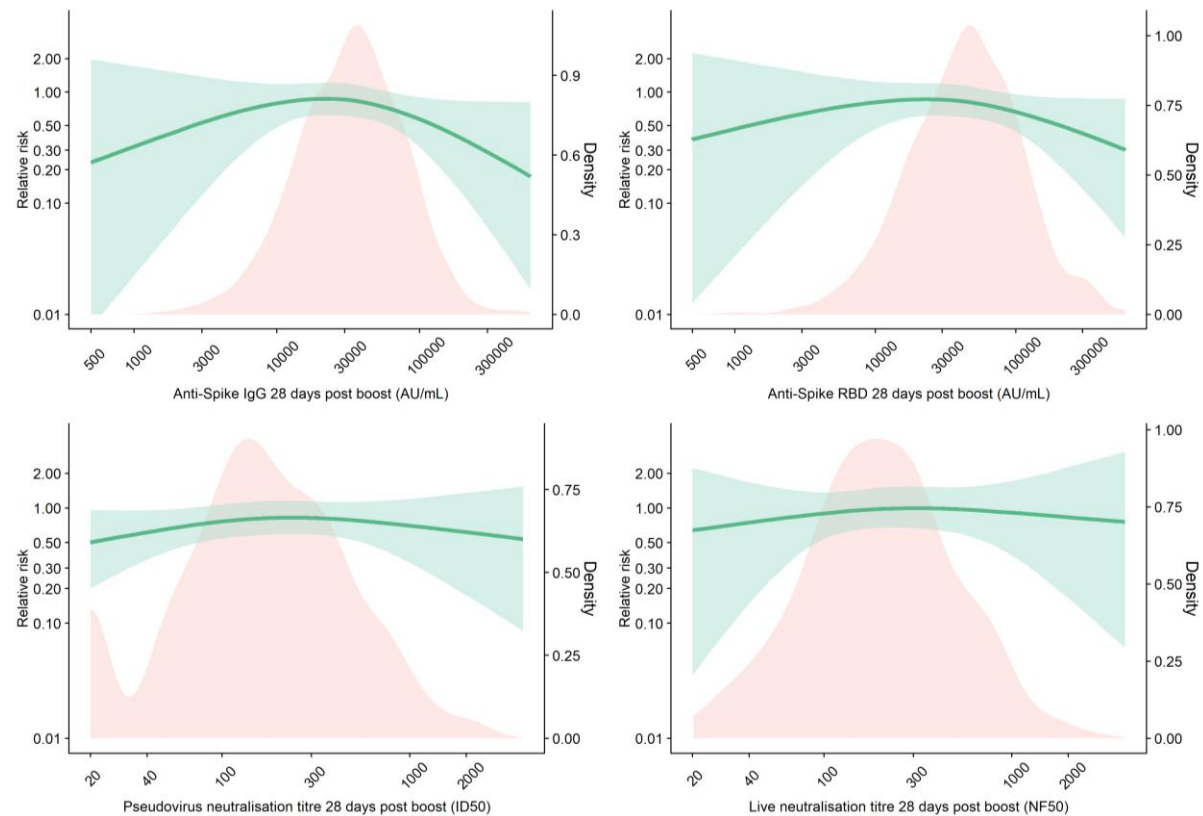 2.00
1.00
0.50
0.30
0.20
0.10
0.01
Relative risk
0.9
0.6
0.3
0.0
Density
500 1000 3000 10000 30000 100000 300000
Anti-Spike IgG 28 days post boost (AU/mL)
2.00
1.00
0.50
0.30
0.20
0.10
0.01
Relative risk
1.00
0.75
0.50
0.25
0.00
Density
500 1000 3000 10000 30000 100000 300000
Anti-Spike RBD 28 days post boost (AU/mL)
2.00
1.00
0.50
0.30
0.20
0.10
0.01
Relative risk
0.75
0.50
0.25
0.00
Density
20 40 100 300 1000 2000
Pseudovirus neutralisation titre 28 days post boost (ID50)
2.00
1.00
0.50
0.30
0.20
0.10
0.01
Relative risk
1.00
0.75
0.50
0.25
0.00
Density
20 40 100 300 1000 2000
Live neutralisation titre 28 days post boost (NF50)